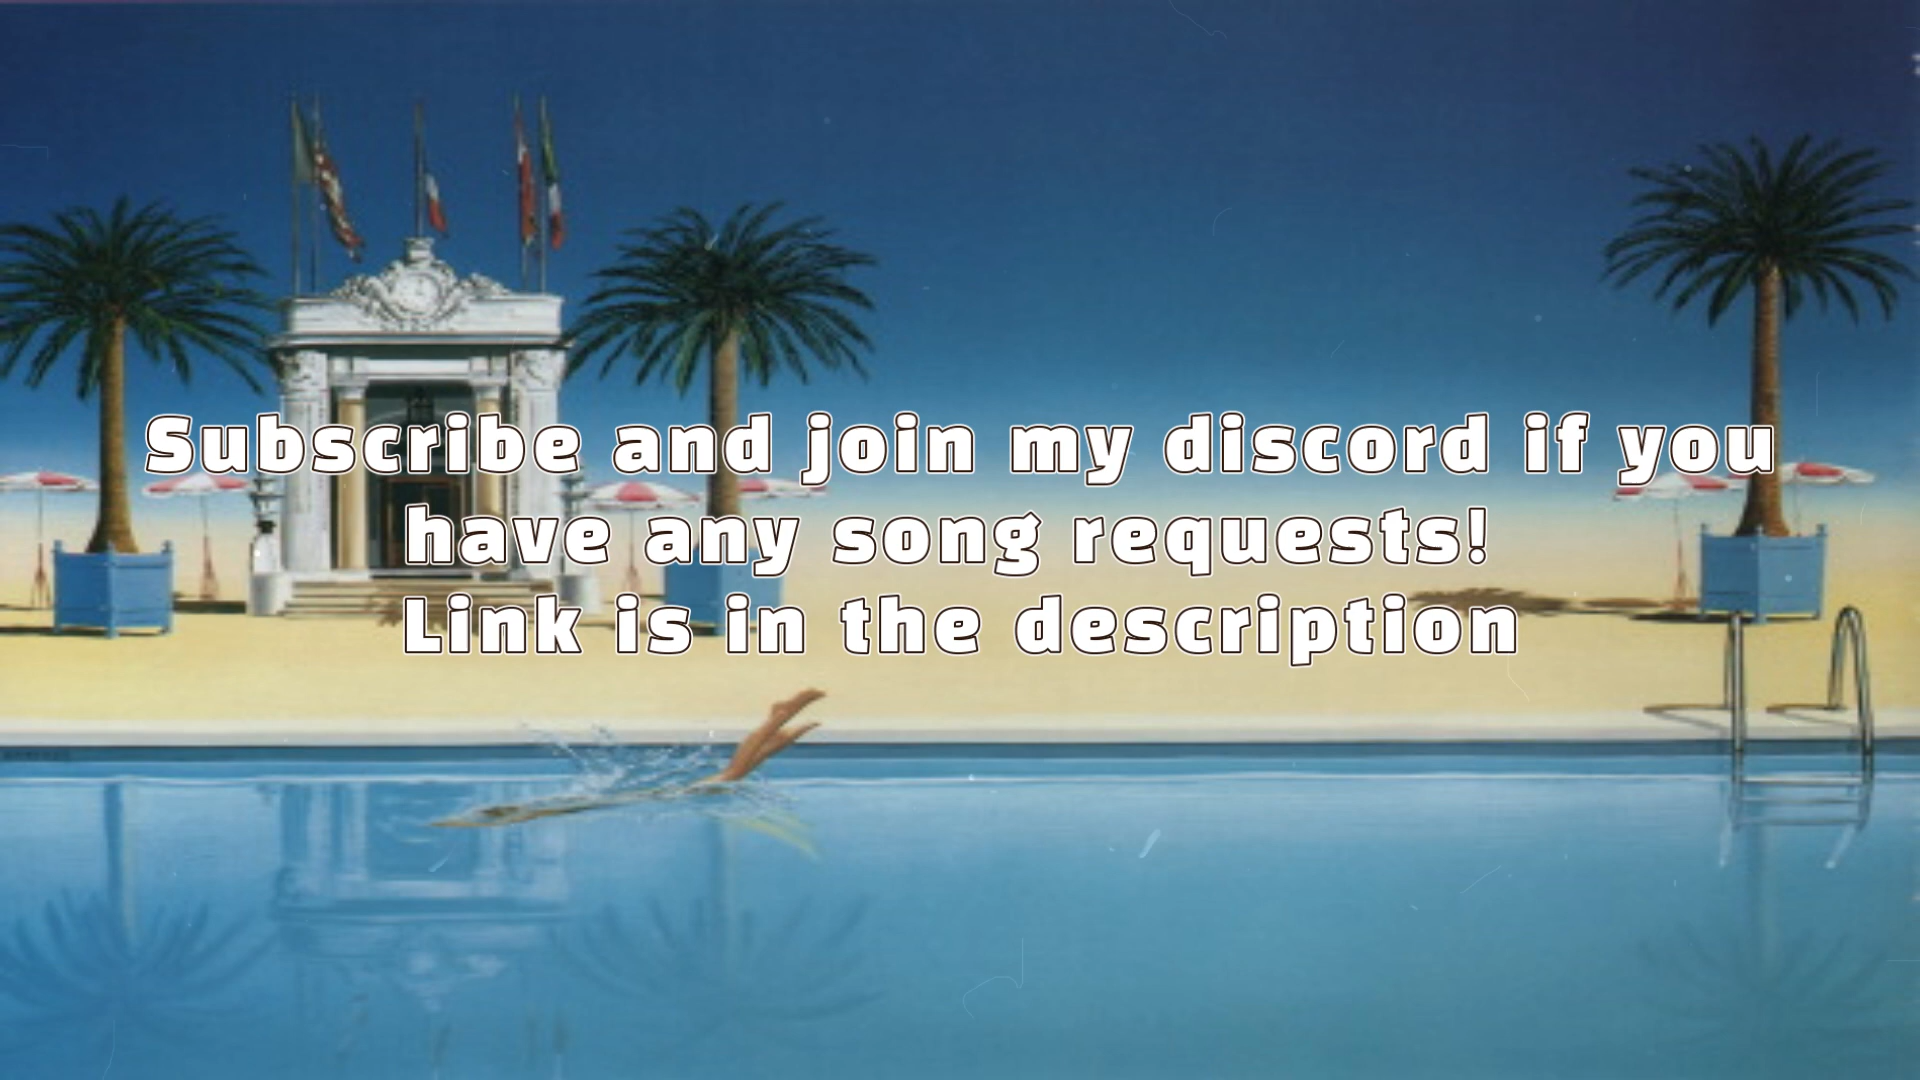 Subscribe and join my discord if you
have any song requests!
Link is in the description